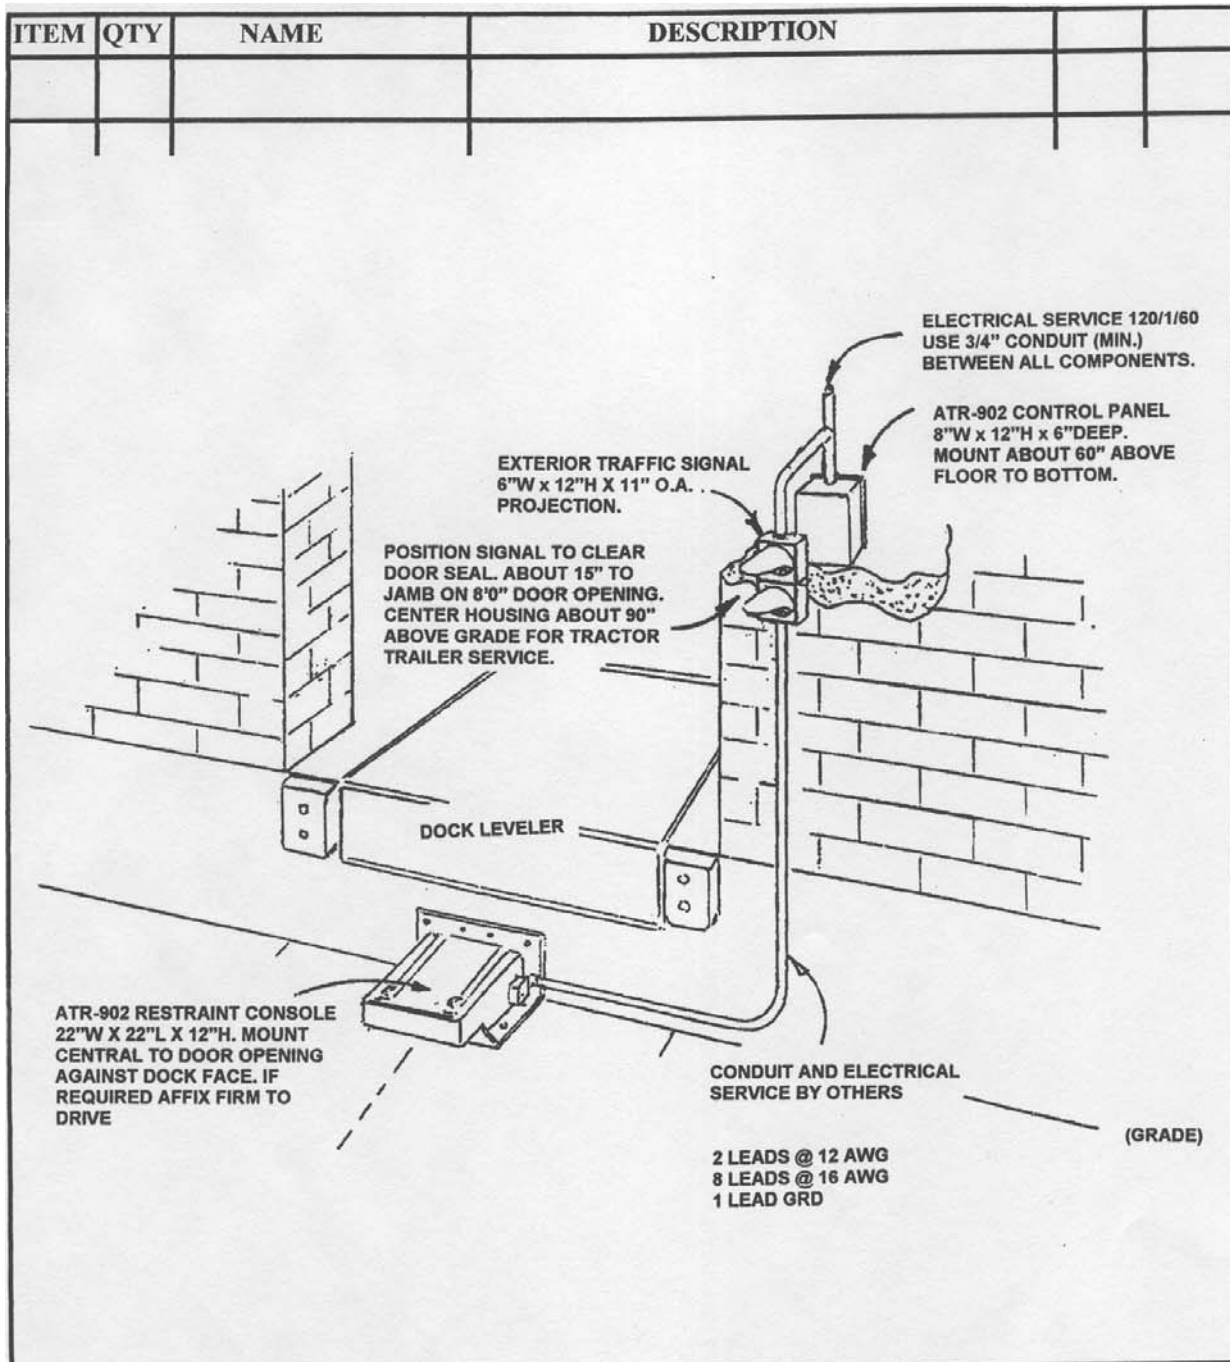 ITEM QTY NAME DESCRIPTION
ELECTRICAL SERVICE 120/1/60
USE 3/4" CONDUIT (MIN.)
BETWEEN ALL COMPONENTS.
ATR-902 CONTROL PANEL
8"W x 12"H x 6"DEEP.
MOUNT ABOUT 60" ABOVE
FLOOR TO BOTTOM.
EXTERIOR TRAFFIC SIGNAL
6"W x 12"H X 11" O.A.
PROJECTION.
POSITION SIGNAL TO CLEAR
DOOR SEAL. ABOUT 15" TO
JAMB ON 8'0" DOOR OPENING.
CENTER HOUSING ABOUT 90"
ABOVE GRADE FOR TRACTOR
TRAILER SERVICE.
DOCK LEVELER
ATR-902 RESTRAINT CONSOLE
22"W X 22"L X 12"H. MOUNT
CENTRAL TO DOOR OPENING
AGAINST DOCK FACE. IF
REQUIRED AFFIX FIRM TO
DRIVE
CONDUIT AND ELECTRICAL
SERVICE BY OTHERS
(GRADE)
2 LEADS @ 12 AWG
8 LEADS @ 16 AWG
1 LEAD GRD